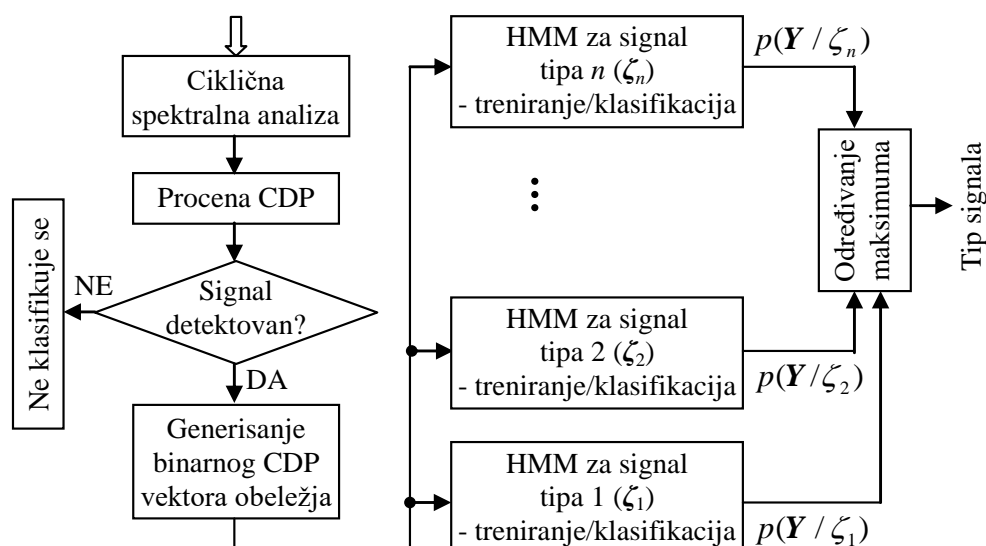 Ciklična
spektralna analiza
Procena CDP
Signal
detektovan?
NE
Ne klasifikuje se
DA
Generisanje
binarnog CDP
vektora obeležja
HMM za signal
tipa n (ζn)
- treniranje/klasifikacija
p(Y / ζn)
HMM za signal
tipa 2 (ζ2)
- treniranje/klasifikacija
p(Y /ζ2)
HMM za signal
tipa 1 (ζ1)
- treniranje/klasifikacija
p(Y / ζ1)
Određivanje
maksimuma
Tip signala